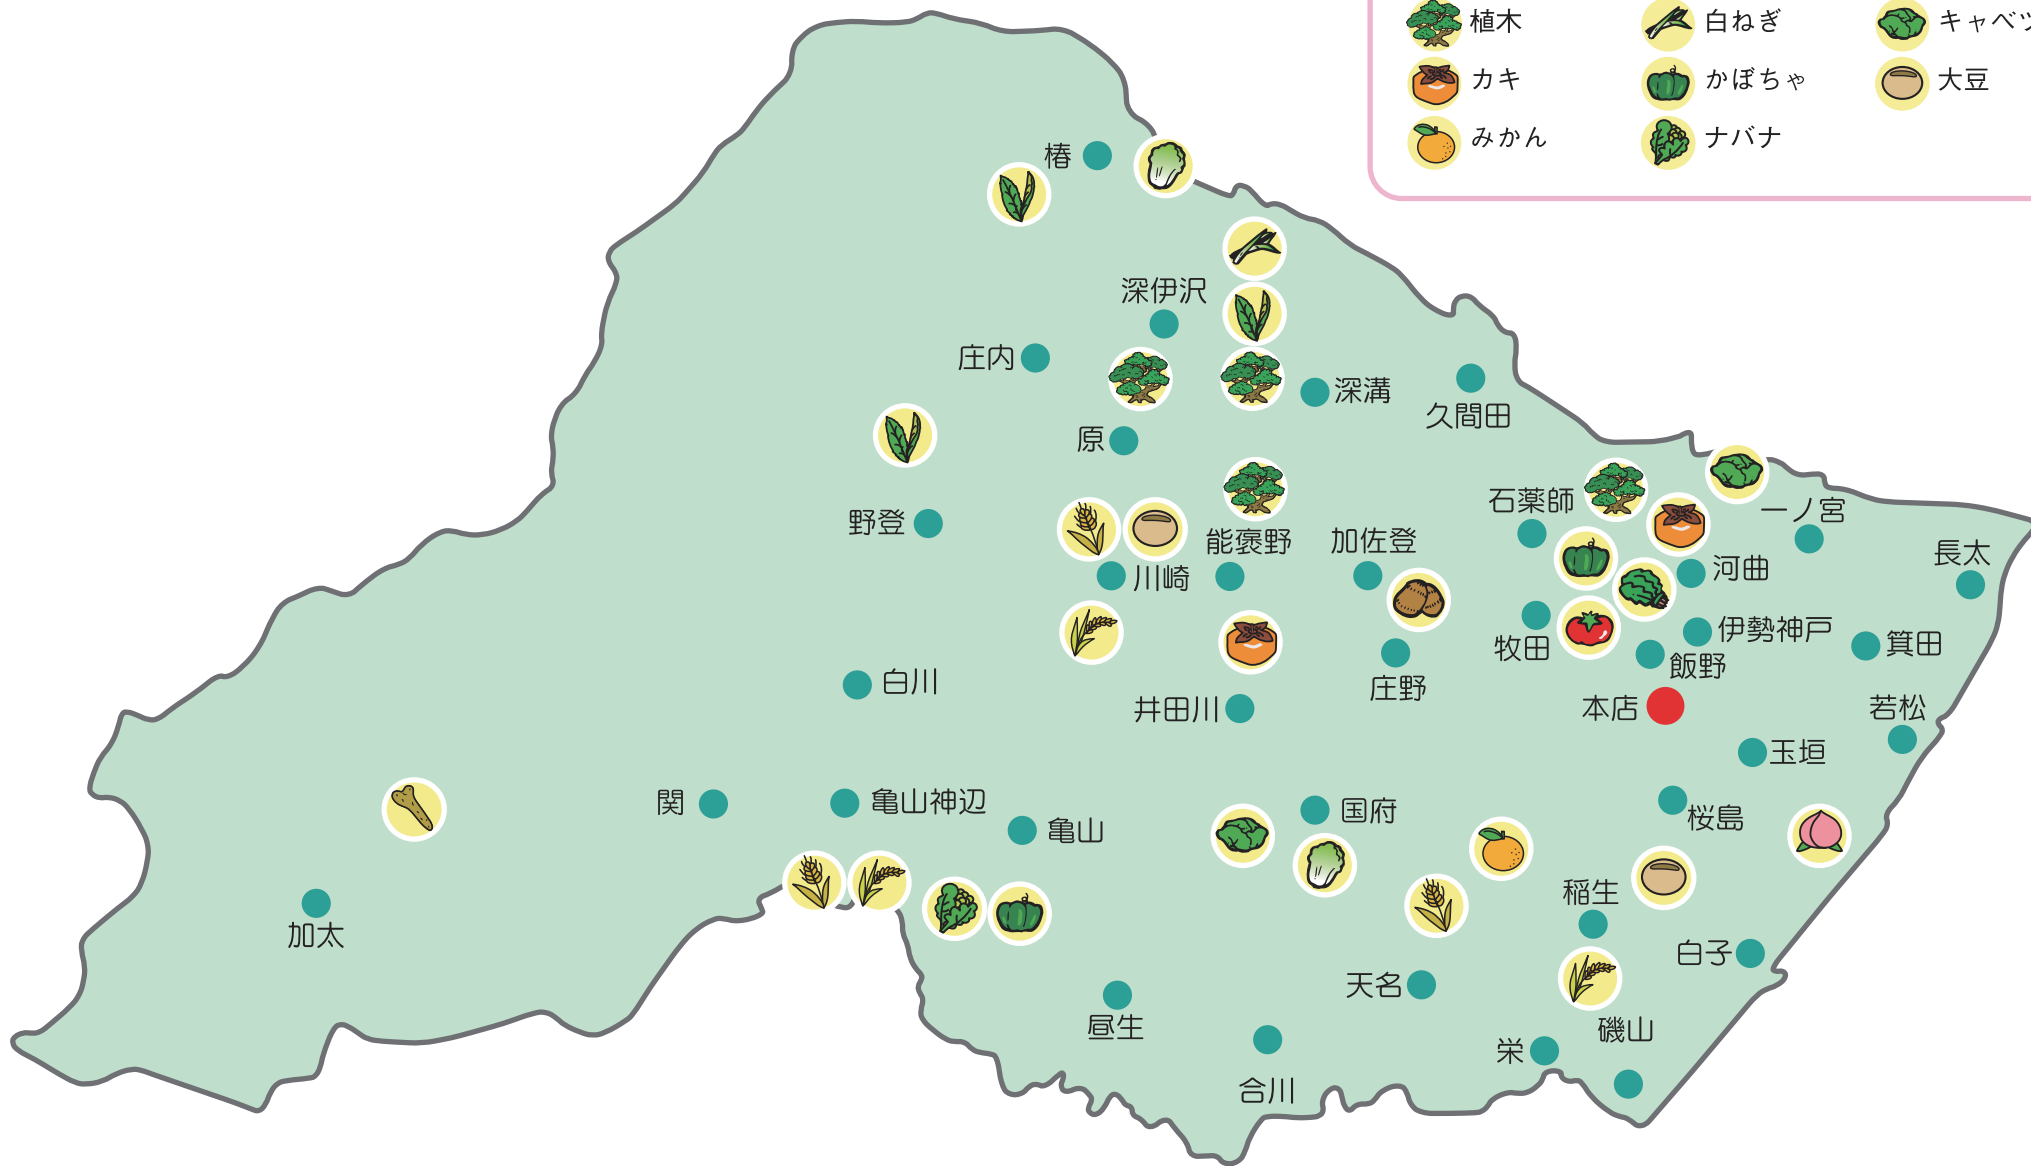 植木
白ねぎ
キャベツ
カキ
かぼちゃ
大豆
みかん
ナバナ
椿
深伊沢
庄内
深溝
久間田
原
石薬師
一ノ宮
野登
能褒野
加佐登
長太
川崎
河曲
伊勢神戸
牧田
箕田
飯野
白川
庄野
井田川
本店
若松
玉垣
関
亀山神辺
亀山
国府
桜島
稲生
加太
白子
天名
昼生
磯山
栄
合川